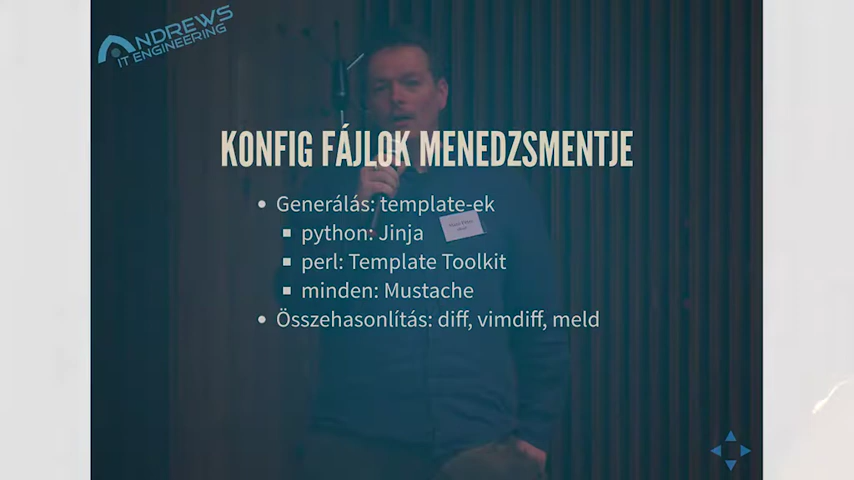 ANDREWS
IT ENGINEERING
KONFIG FÁJLOK MENEDZSMENTJE
Generálás: template-ek
python: Jinja
perl: Template Toolkit
minden: Mustache
Összehasonlítás: diff, vimdiff, meld